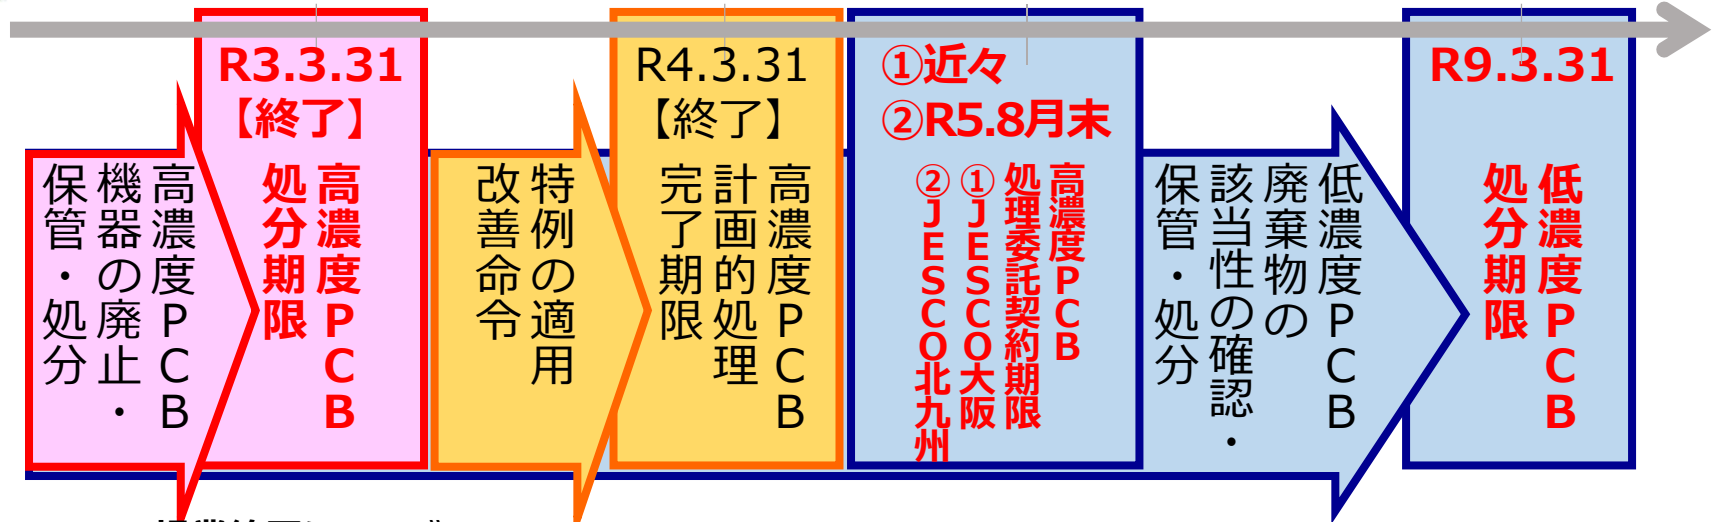 高濃度PCB
機器の廃止・
保管・処分
R3.3.31
【終了】
高濃度PCB
処分期限
特例の適用
改善命令
R4.3.31
【終了】
高濃度PCB
計画的処理
完了期限
①近々
②R5.8月末
高濃度PCB
処理委託契約期限
①JESCO大阪
②JESCO北九州
低濃度PCB
廃棄物の
該当性の確認・
保管・処分
R9.3.31
低濃度PCB
処分期限